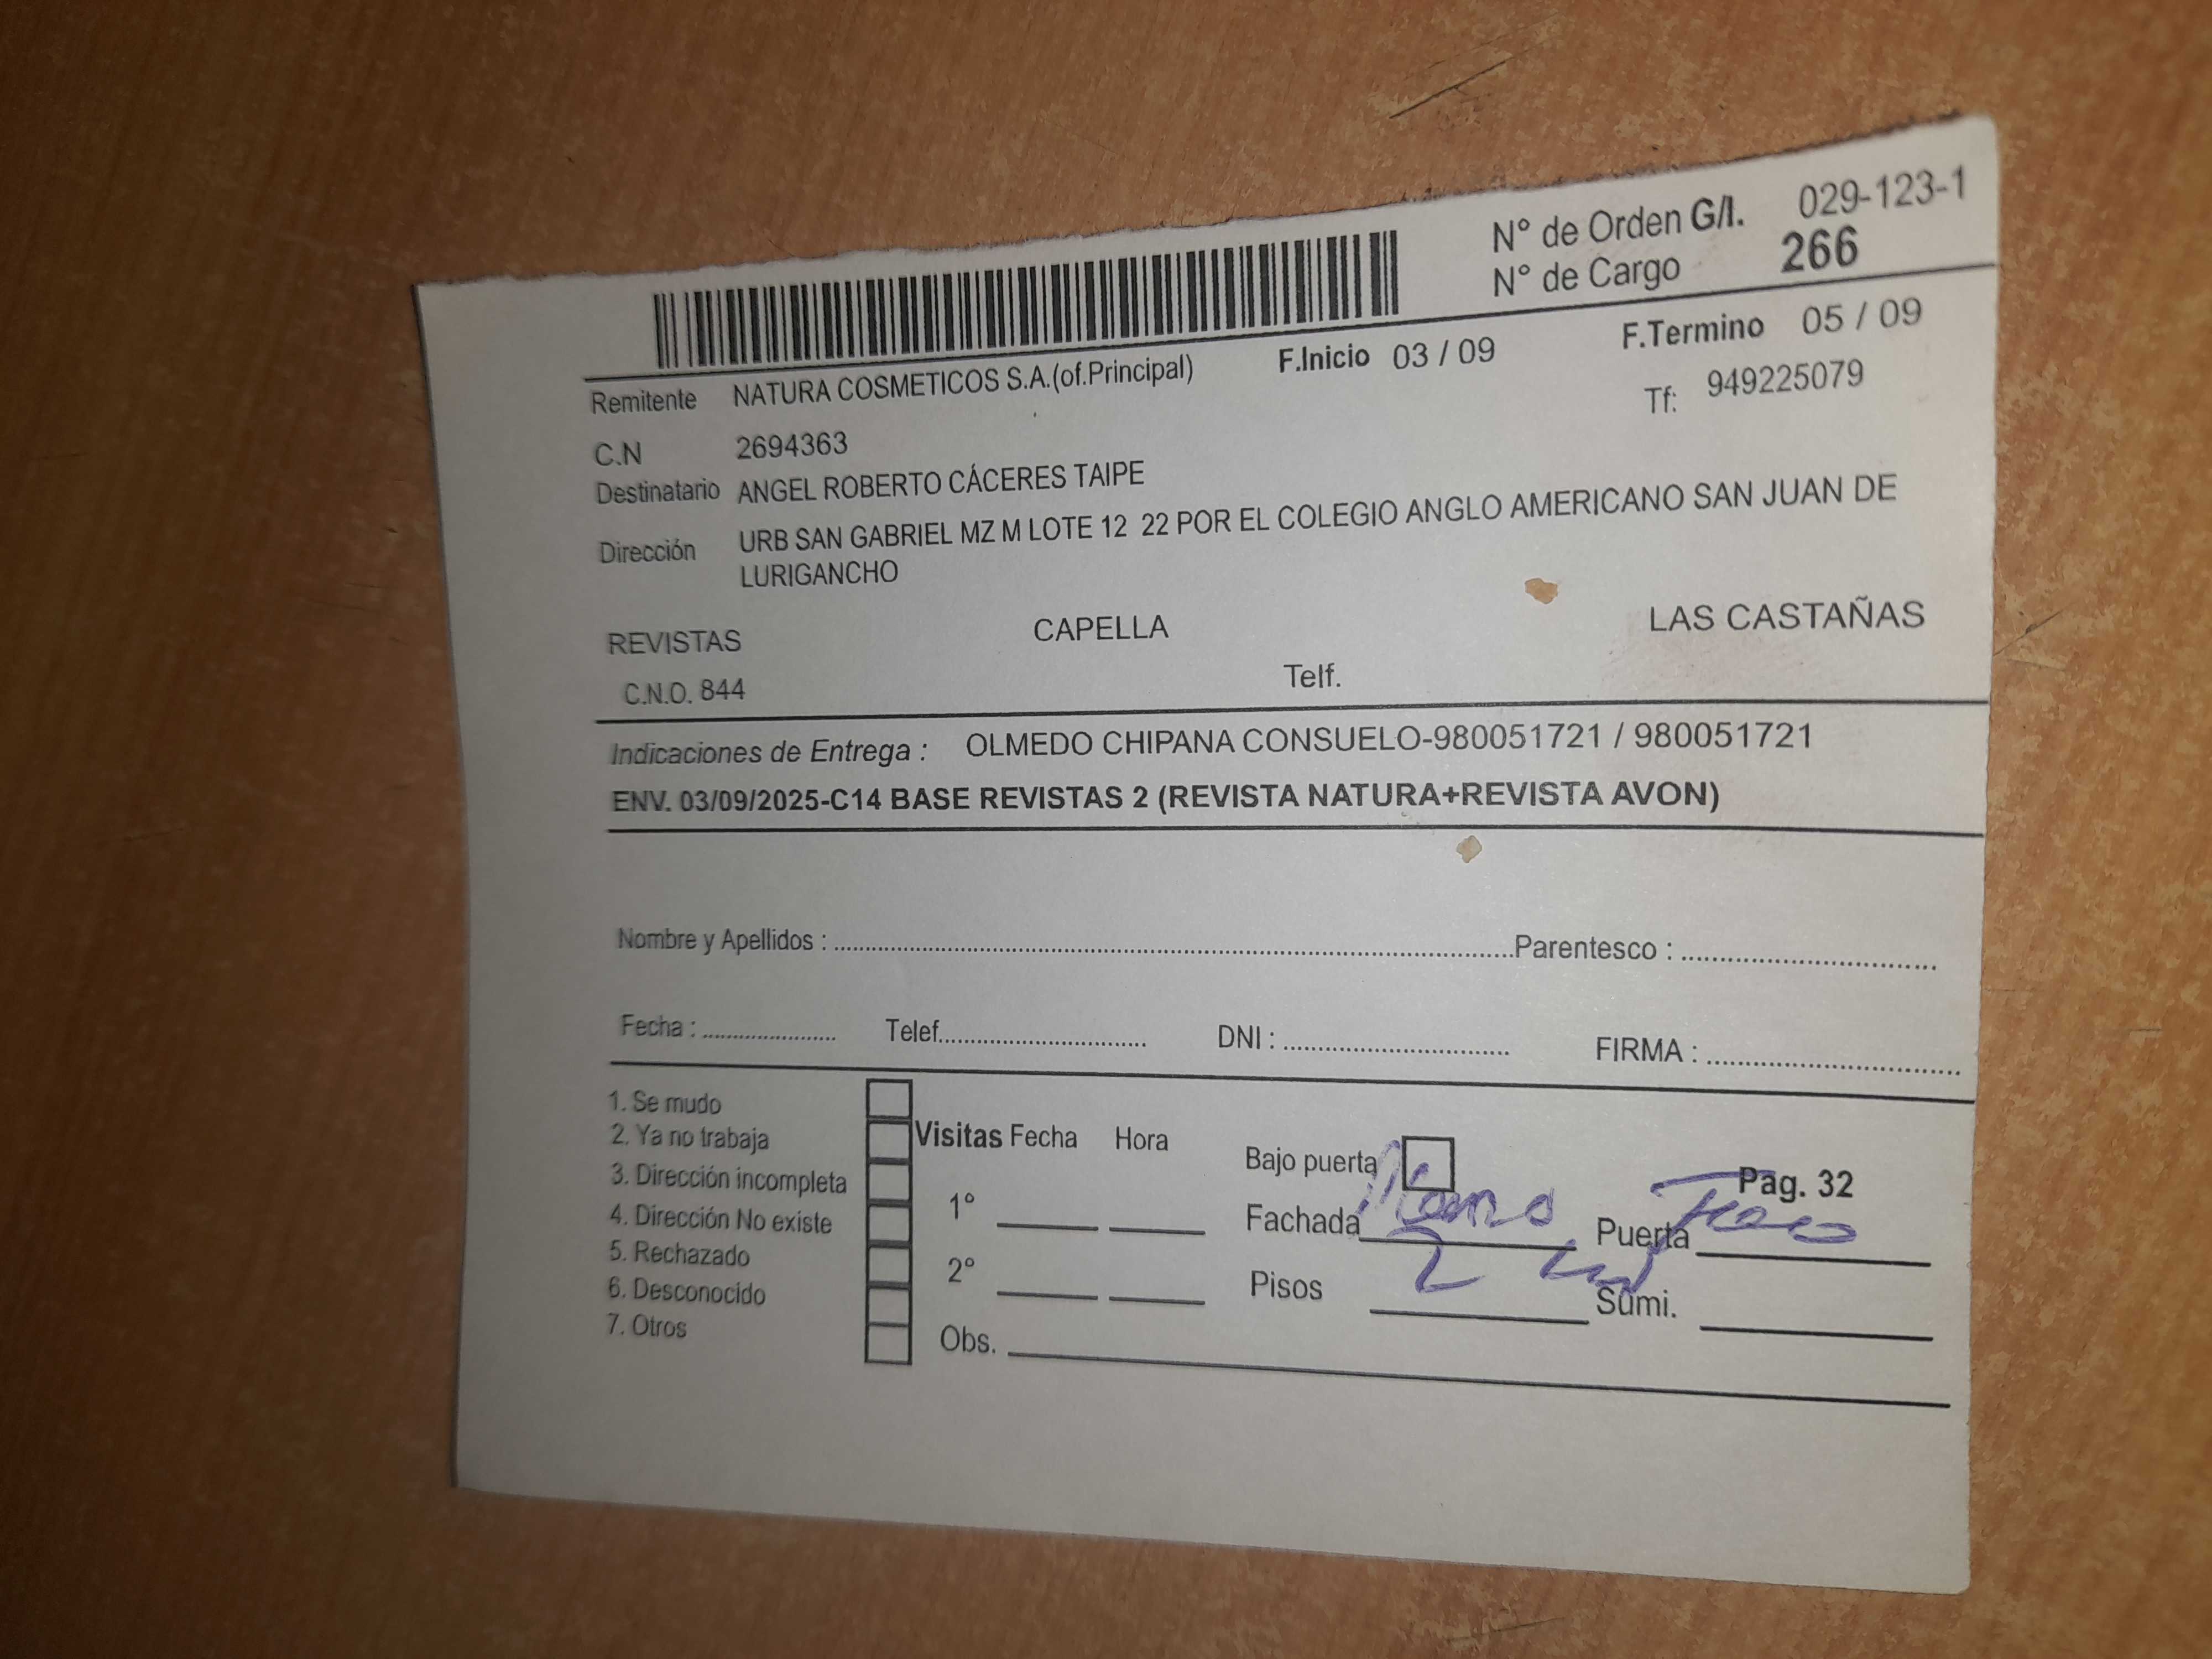 N° de Orden G/I. 029-123-1
N° de Cargo 266
F.Inicio 03 / 09 F.Termino 05 / 09
Remitente NATURA COSMETICOS S.A.(of.Principal) Tf: 949225079
C.N 2694363
Destinatario ANGEL ROBERTO CÁCERES TAIPE
Dirección URB SAN GABRIEL MZ M LOTE 12 22 POR EL COLEGIO ANGLO AMERICANO SAN JUAN DE
LURIGANCHO
REVISTAS CAPELLA LAS CASTAÑAS
C.N.O. 844 Telf.
Indicaciones de Entrega : OLMEDO CHIPANA CONSUELO-980051721 / 980051721
ENV. 03/09/2025-C14 BASE REVISTAS 2 (REVISTA NATURA+REVISTA AVON)
Nombre y Apellidos : Parentesco :
Fecha : Telef. DNI : FIRMA :
1. Se mudo
2. Ya no trabaja
3. Dirección incompleta
4. Dirección No existe
5. Rechazado
6. Desconocido
7. Otros
Visitas Fecha Hora
1°
2°
Obs.
Bajo puerta Pag. 32
Fachada Puerta
Pisos 2 Sumi.